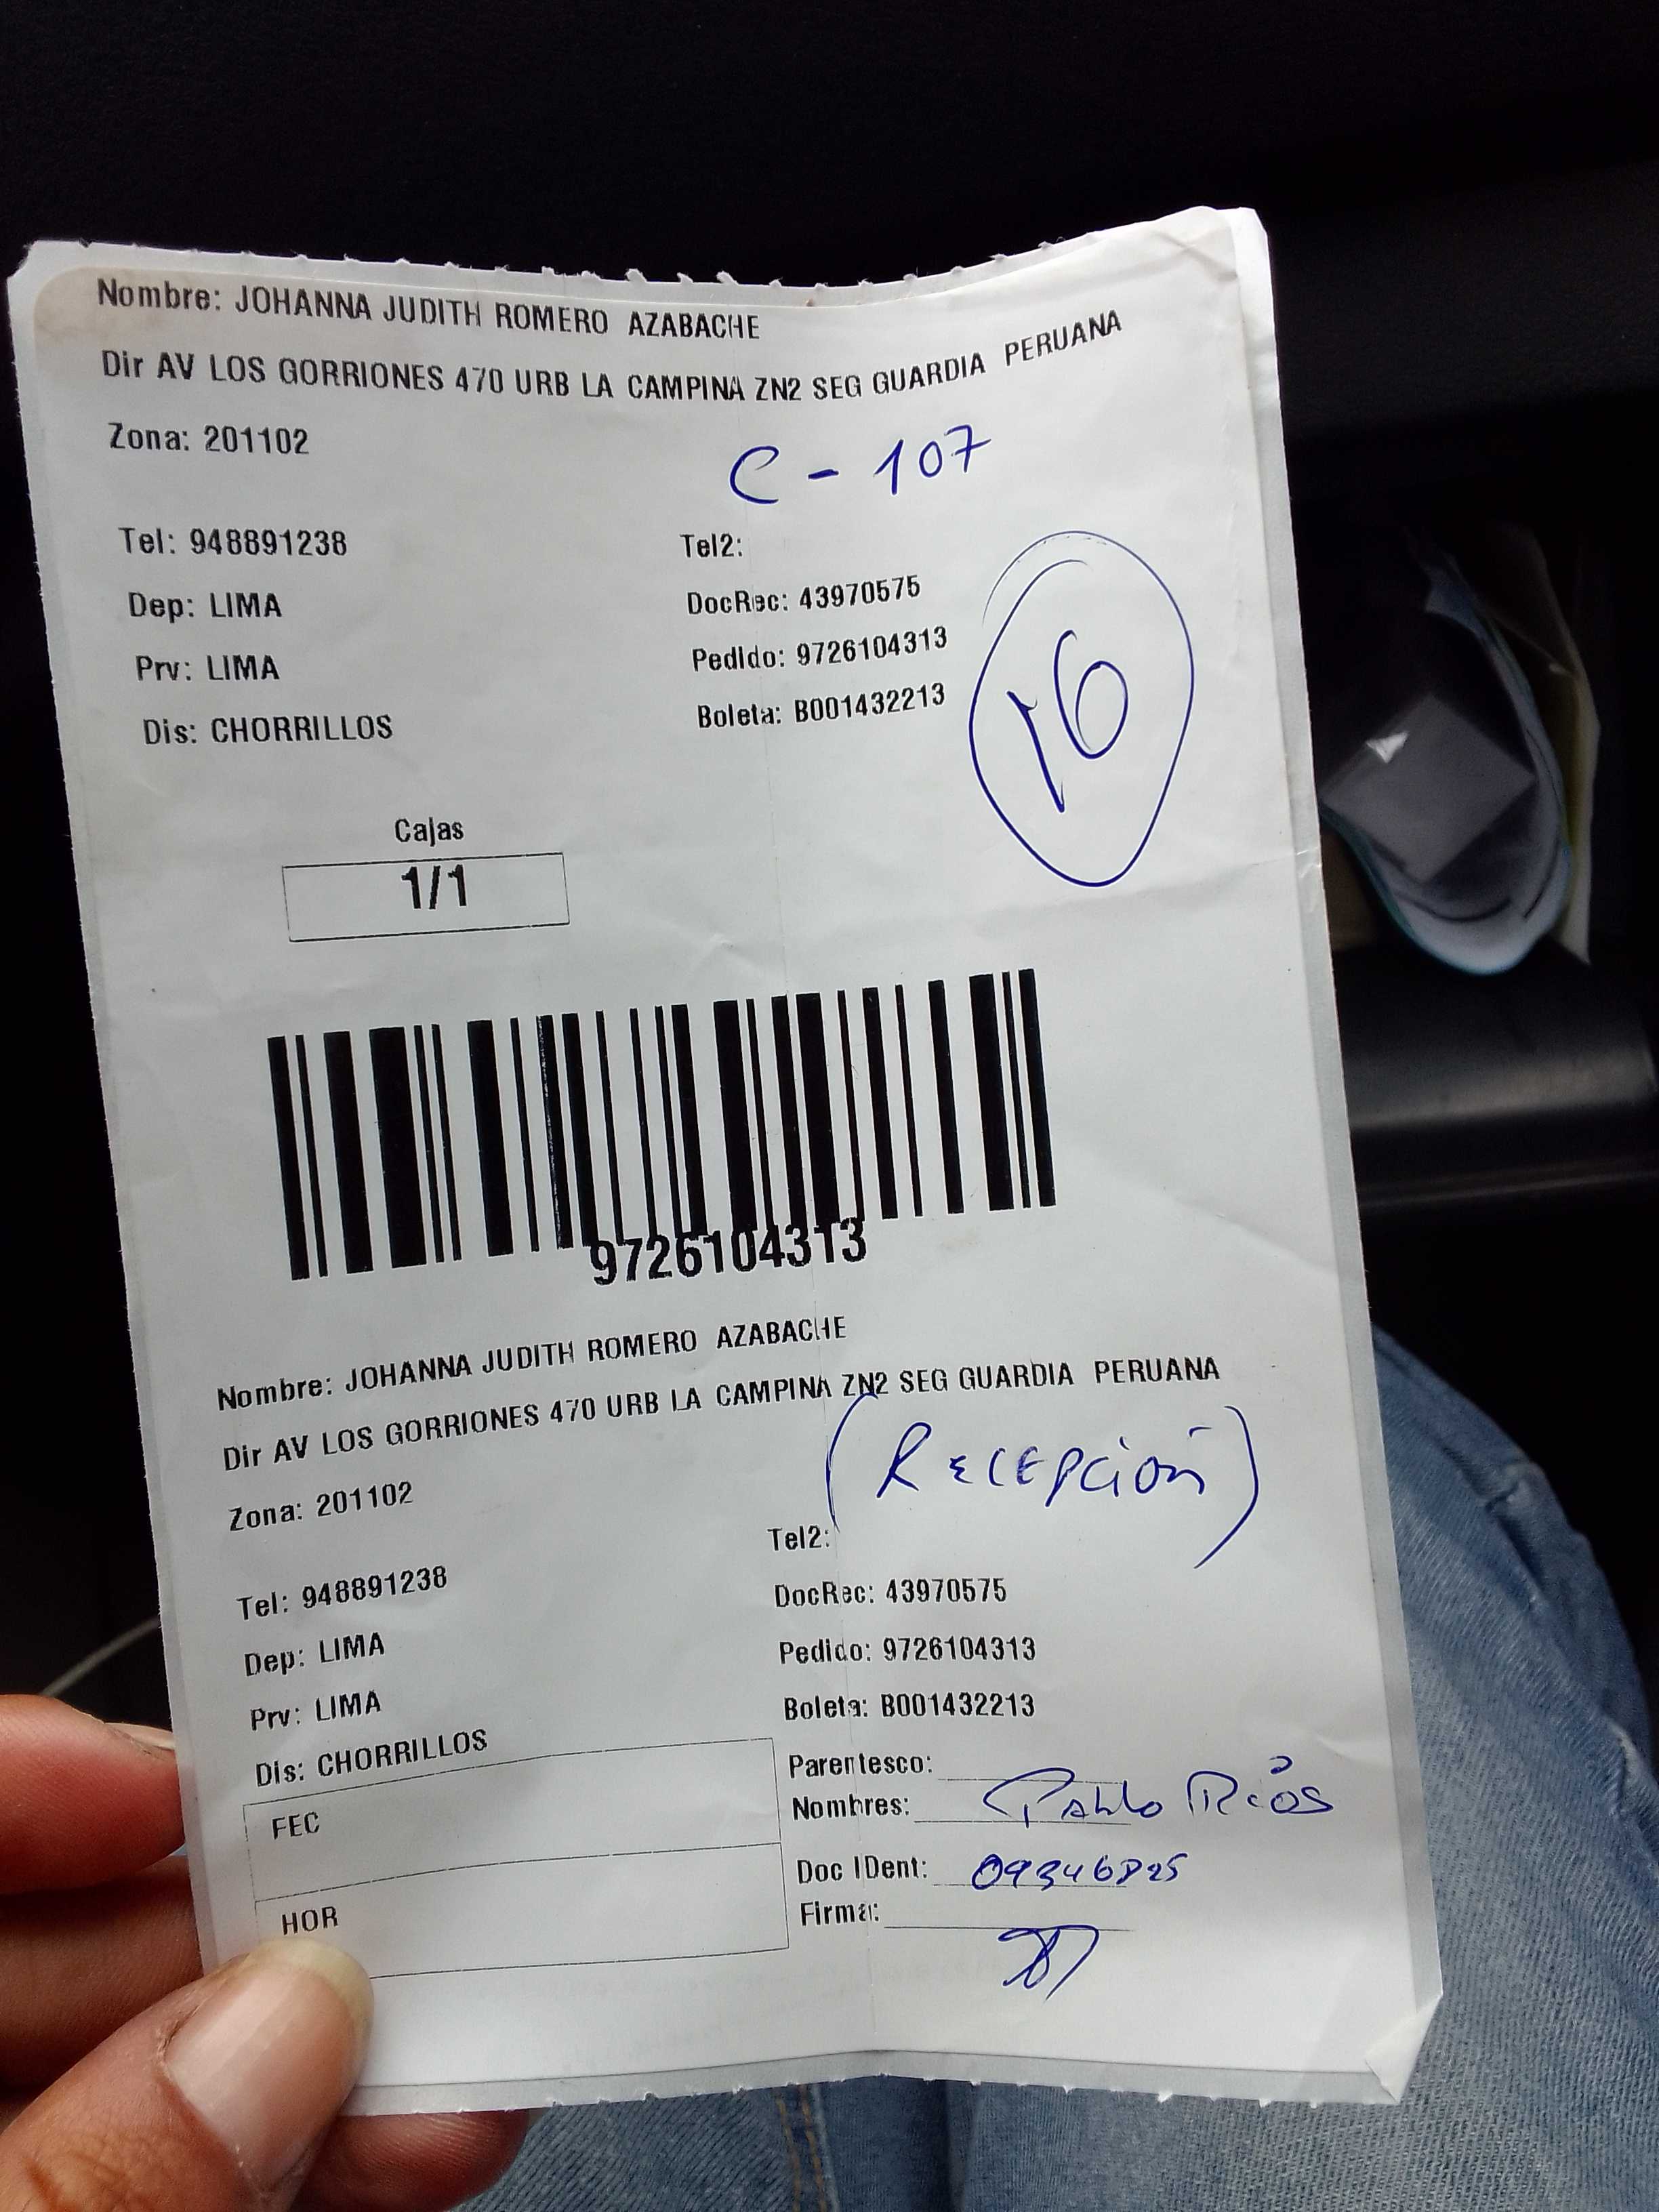 Nombre: JOHANNA JUDITH ROMERO AZABACHE
Dir AV LOS GORRIONES 470 URB LA CAMPINA ZN2 SEG GUARDIA PERUANA
Zona: 201102
C - 107
Tel: 948891238
Tel2:
Dep: LIMA
DocRec: 43970575
Prv: LIMA
Pedido: 9726104313
Dis: CHORRILLOS
Boleta: B001432213
16
Cajas
1/1
9726104313
Nombre: JOHANNA JUDITH ROMERO AZABACHE
Dir AV LOS GORRIONES 470 URB LA CAMPINA ZN2 SEG GUARDIA PERUANA
Zona: 201102
(RECEPCIÓN)
Tel2:
Tel: 948891238
DocRec: 43970575
Dep: LIMA
Pedido: 9726104313
Prv: LIMA
Boleta: B001432213
Dis: CHORRILLOS
Parentesco:
FEC
Nombres: Pablo Ríos
Doc IDent: 09346825
HOR
Firma: